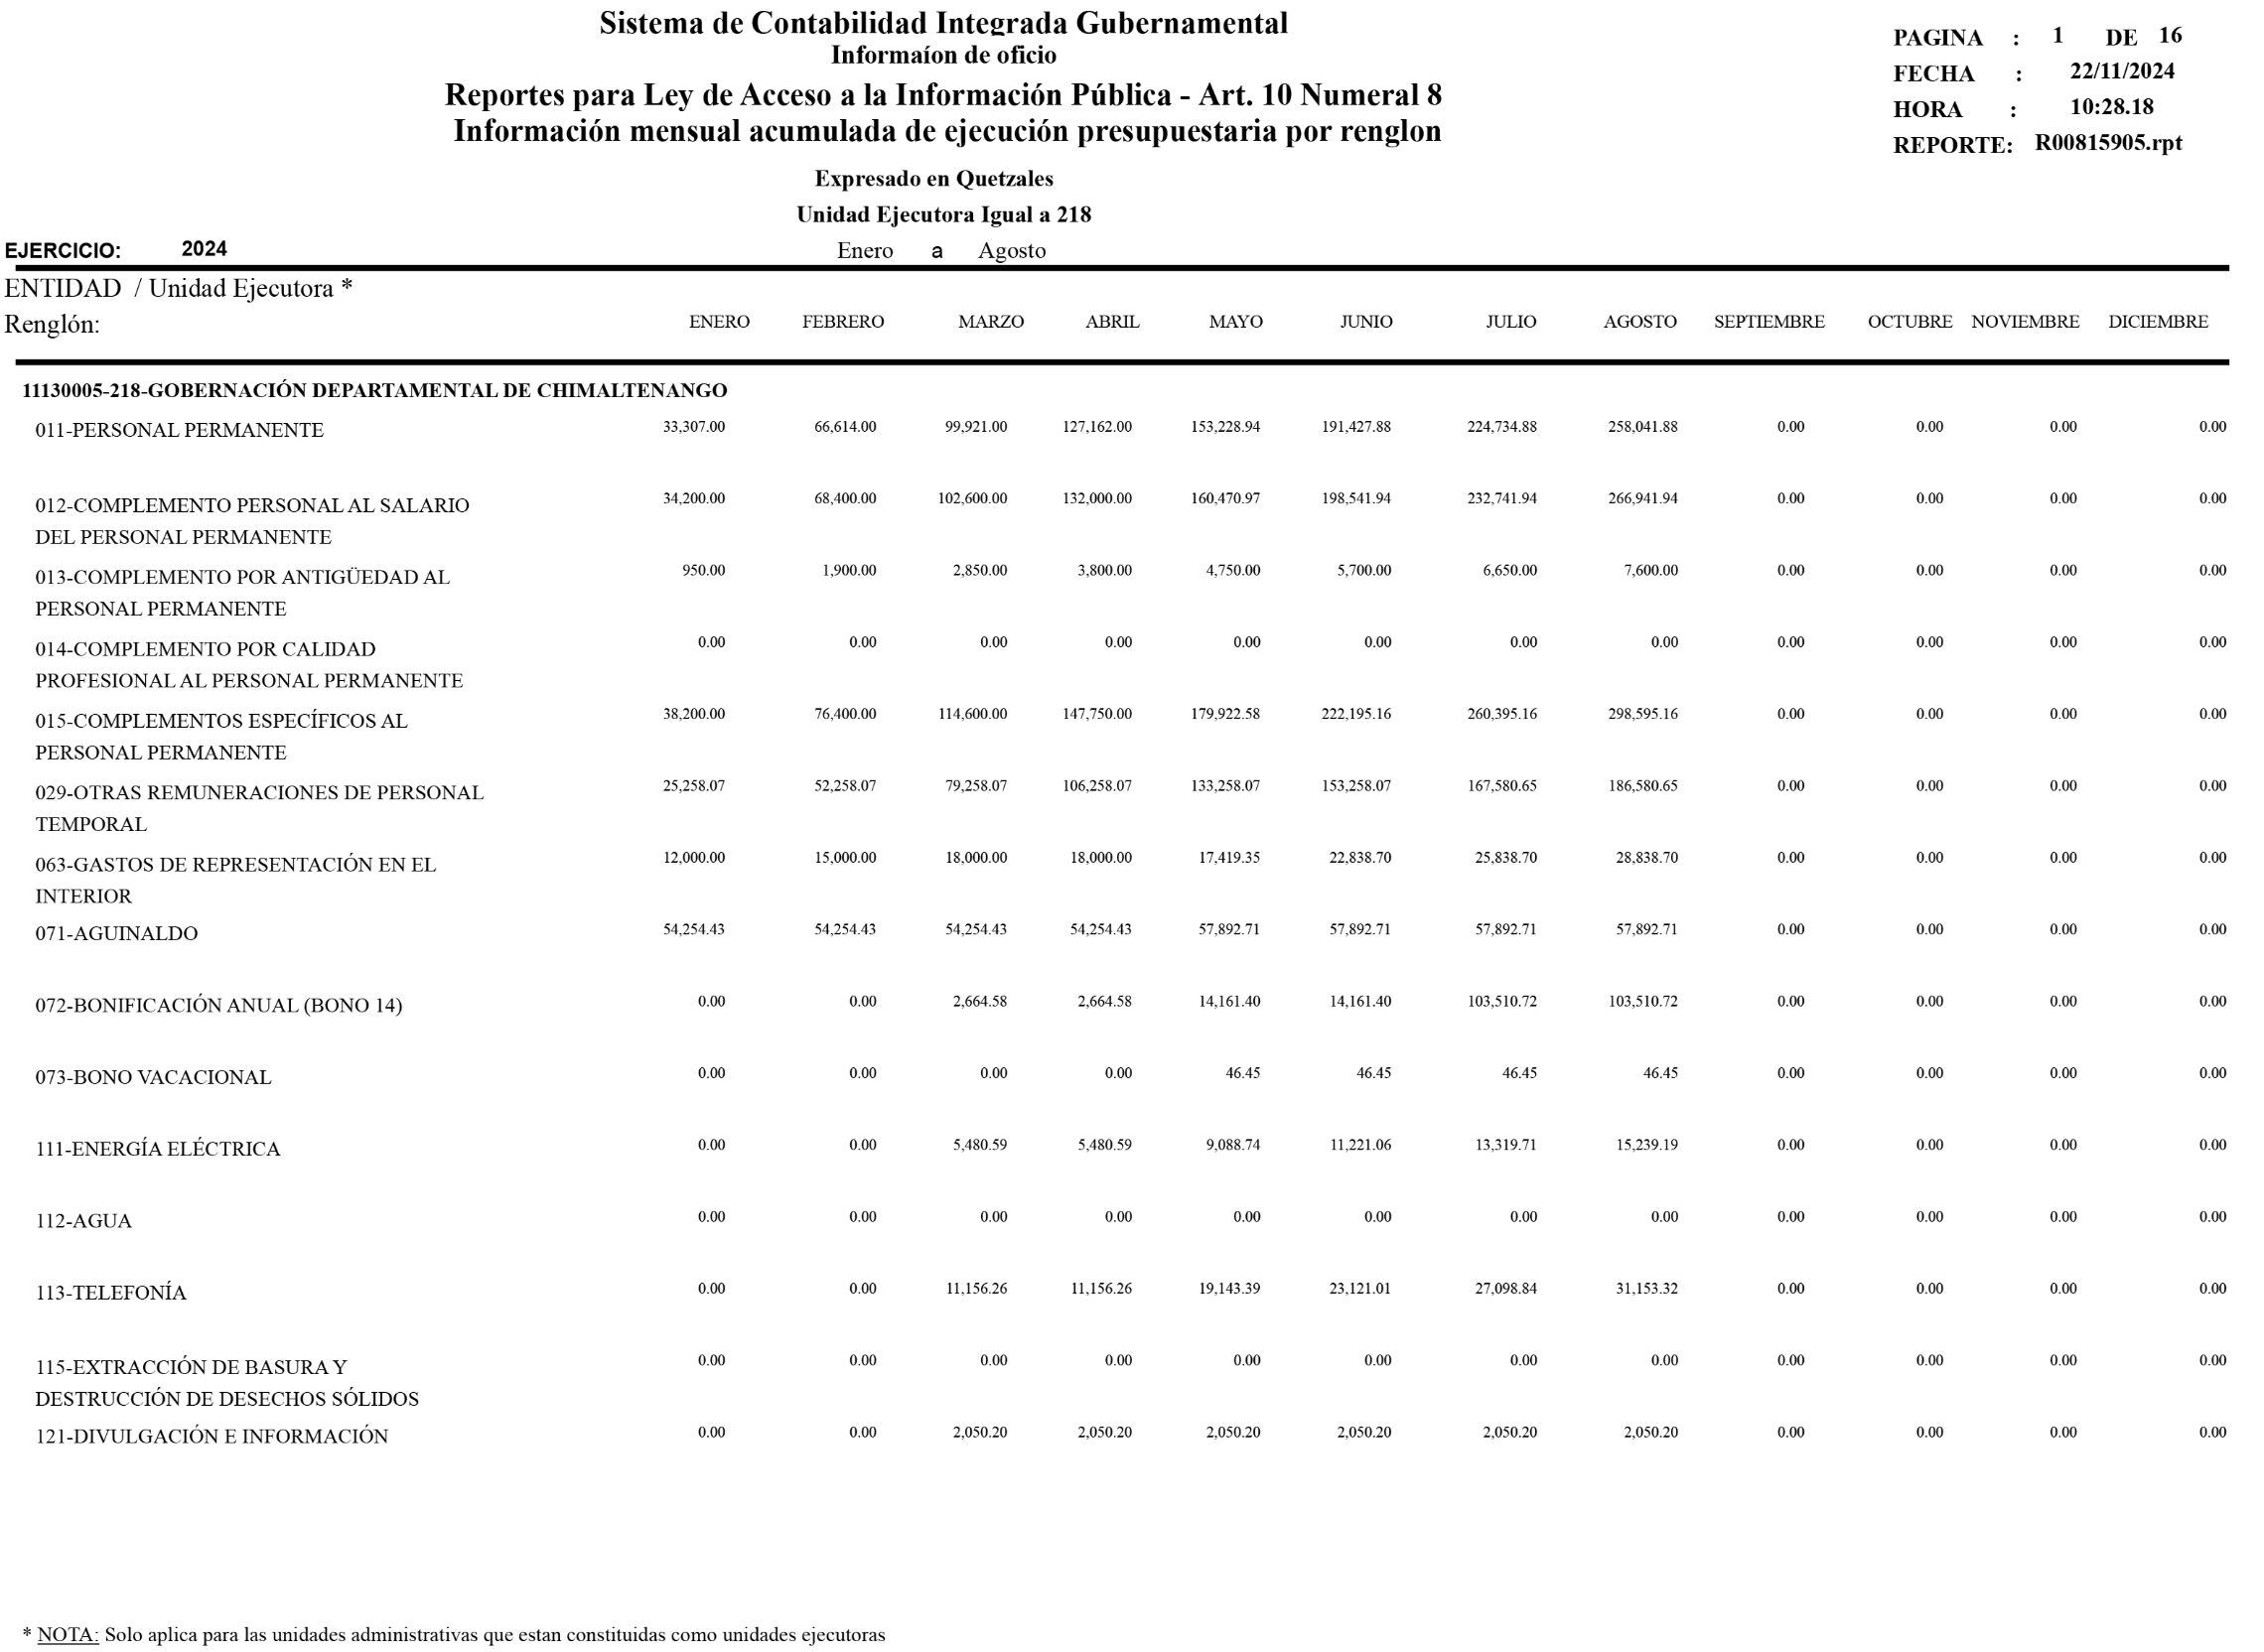 Sistema de Contabilidad Integrada Gubernamental
Informaíon de oficio
Reportes para Ley de Acceso a la Información Pública - Art. 10 Numeral 8
Información mensual acumulada de ejecución presupuestaria por renglon
Expresado en Quetzales
Unidad Ejecutora Igual a 218
PAGINA : 1 DE 16
FECHA : 22/11/2024
HORA : 10:28.18
REPORTE: R00815905.rpt
EJERCICIO: 2024 Enero a Agosto
ENTIDAD / Unidad Ejecutora *
Renglón: ENERO FEBRERO MARZO ABRIL MAYO JUNIO JULIO AGOSTO SEPTIEMBRE OCTUBRE NOVIEMBRE DICIEMBRE
11130005-218-GOBERNACIÓN DEPARTAMENTAL DE CHIMALTENANGO
011-PERSONAL PERMANENTE 33,307.00 66,614.00 99,921.00 127,162.00 153,228.94 191,427.88 224,734.88 258,041.88 0.00 0.00 0.00 0.00
012-COMPLEMENTO PERSONAL AL SALARIO 34,200.00 68,400.00 102,600.00 132,000.00 160,470.97 198,541.94 232,741.94 266,941.94 0.00 0.00 0.00 0.00
DEL PERSONAL PERMANENTE
013-COMPLEMENTO POR ANTIGÜEDAD AL 950.00 1,900.00 2,850.00 3,800.00 4,750.00 5,700.00 6,650.00 7,600.00 0.00 0.00 0.00 0.00
PERSONAL PERMANENTE
014-COMPLEMENTO POR CALIDAD 0.00 0.00 0.00 0.00 0.00 0.00 0.00 0.00 0.00 0.00 0.00 0.00
PROFESIONAL AL PERSONAL PERMANENTE
015-COMPLEMENTOS ESPECÍFICOS AL 38,200.00 76,400.00 114,600.00 147,750.00 179,922.58 222,195.16 260,395.16 298,595.16 0.00 0.00 0.00 0.00
PERSONAL PERMANENTE
029-OTRAS REMUNERACIONES DE PERSONAL 25,258.07 52,258.07 79,258.07 106,258.07 133,258.07 153,258.07 167,580.65 186,580.65 0.00 0.00 0.00 0.00
TEMPORAL
063-GASTOS DE REPRESENTACIÓN EN EL 12,000.00 15,000.00 18,000.00 18,000.00 17,419.35 22,838.70 25,838.70 28,838.70 0.00 0.00 0.00 0.00
INTERIOR
071-AGUINALDO 54,254.43 54,254.43 54,254.43 54,254.43 57,892.71 57,892.71 57,892.71 57,892.71 0.00 0.00 0.00 0.00
072-BONIFICACIÓN ANUAL (BONO 14) 0.00 0.00 2,664.58 2,664.58 14,161.40 14,161.40 103,510.72 103,510.72 0.00 0.00 0.00 0.00
073-BONO VACACIONAL 0.00 0.00 0.00 0.00 46.45 46.45 46.45 46.45 0.00 0.00 0.00 0.00
111-ENERGÍA ELÉCTRICA 0.00 0.00 5,480.59 5,480.59 9,088.74 11,221.06 13,319.71 15,239.19 0.00 0.00 0.00 0.00
112-AGUA 0.00 0.00 0.00 0.00 0.00 0.00 0.00 0.00 0.00 0.00 0.00 0.00
113-TELEFONÍA 0.00 0.00 11,156.26 11,156.26 19,143.39 23,121.01 27,098.84 31,153.32 0.00 0.00 0.00 0.00
115-EXTRACCIÓN DE BASURA Y 0.00 0.00 0.00 0.00 0.00 0.00 0.00 0.00 0.00 0.00 0.00 0.00
DESTRUCCIÓN DE DESECHOS SÓLIDOS
121-DIVULGACIÓN E INFORMACIÓN 0.00 0.00 2,050.20 2,050.20 2,050.20 2,050.20 2,050.20 2,050.20 0.00 0.00 0.00 0.00
* NOTA: Solo aplica para las unidades administrativas que estan constituidas como unidades ejecutoras